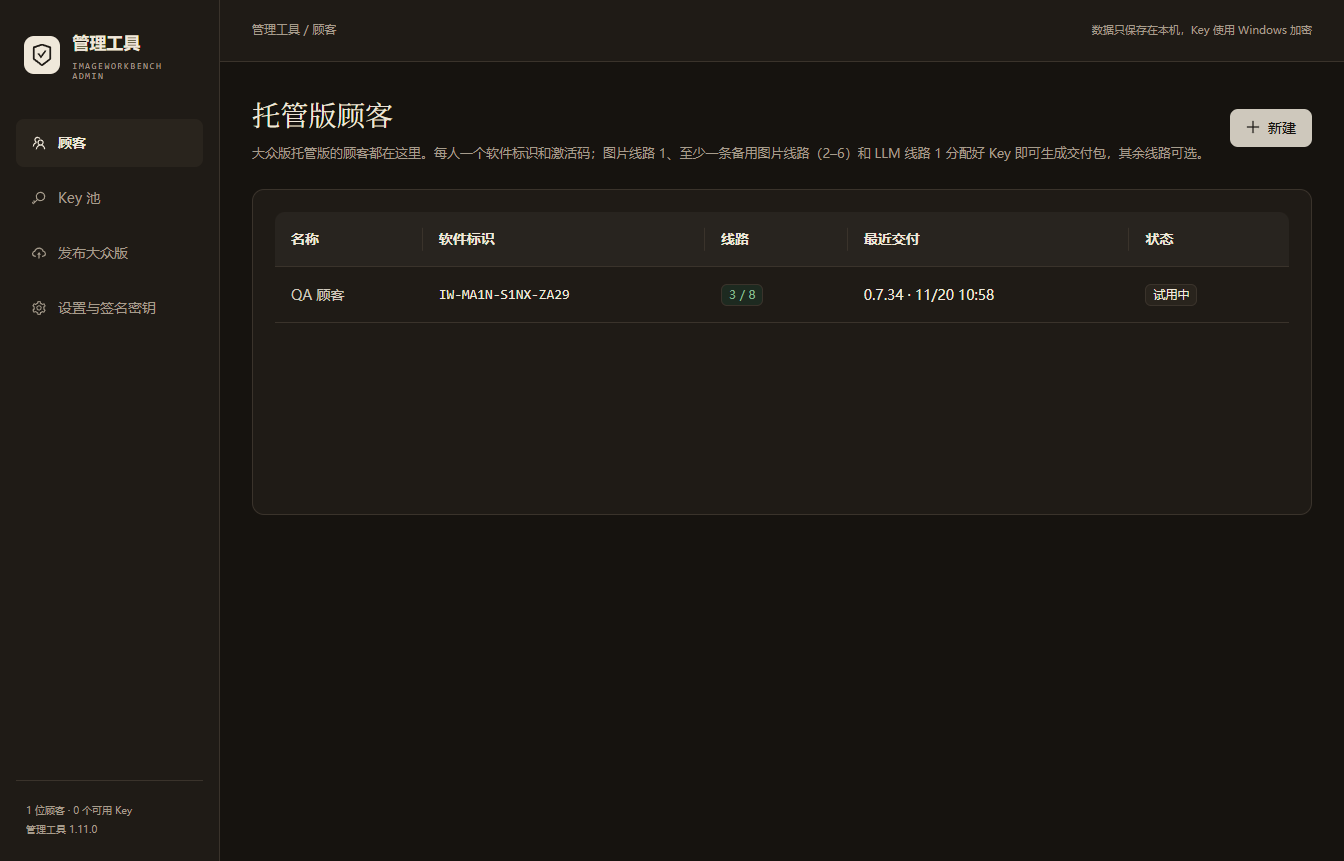 管理工具
IMAGEWORKBENCH
ADMIN
顾客
Key 池
发布大众版
设置与签名密钥
1 位顾客 · 0 个可用 Key
管理工具 1.11.0
管理工具 / 顾客
数据只保存在本机，Key 使用 Windows 加密
托管版顾客
大众版托管版的顾客都在这里。每人一个软件标识和激活码；图片线路 1、至少一条备用图片线路（2–6）和 LLM 线路 1 分配好 Key 即可生成交付包，其余线路可选。
新建
名称 软件标识 线路 最近交付 状态
QA 顾客 IW-MA1N-S1NX-ZA29 3 / 8 0.7.34 · 11/20 10:58 试用中